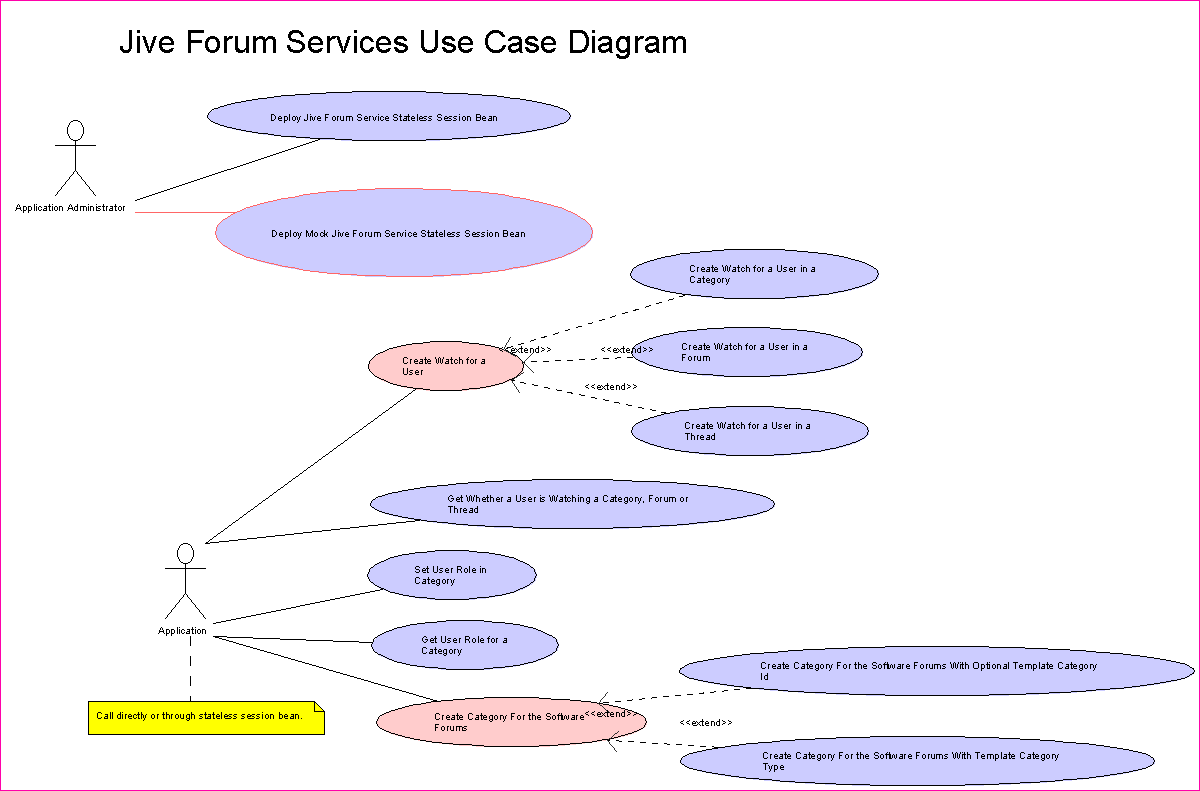 Jive Forum Services Use Case Diagram
Deploy Jive Forum Service Stateless Session Bean
Application Administrator
Deploy Mock Jive Forum Service Stateless Session Bean
Create Watch for a User in a
Category
<<extend>>
<<extend>>
Create Watch for a User in a
Forum
Create Watch for a
User
<<extend>>
Create Watch for a User in a
Thread
Get Whether a User is Watching a Category, Forum or
Thread
Set User Role in
Category
Application
Get User Role for a
Category
Create Category For the Software Forums With Optional Template Category
Id
Call directly or through stateless session bean.
Create Category For the Software
Forums
<<extend>>
<<extend>>
Create Category For the Software Forums With Template Category
Type